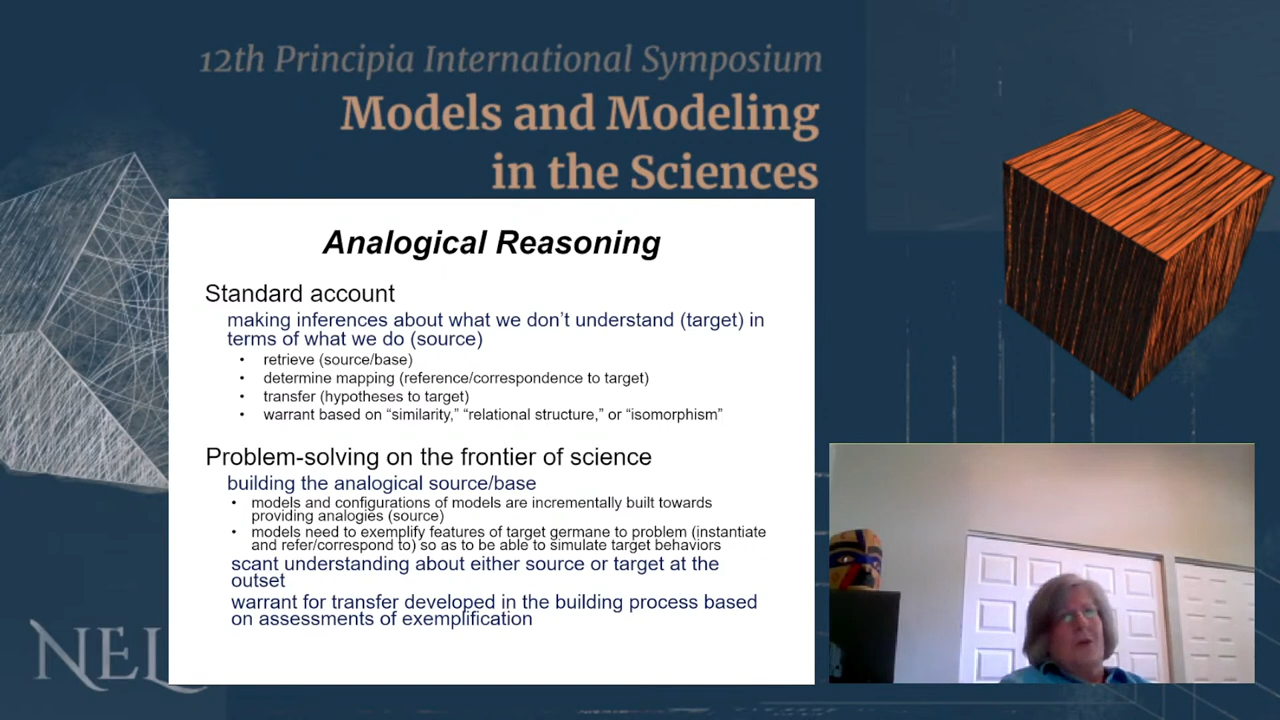 12th Principia International Symposium
Models and Modeling
in the Sciences
Analogical Reasoning
Standard account
making inferences about what we don't understand (target) in
terms of what we do (source)
• retrieve (source/base)
• determine mapping (reference/correspondence to target)
• transfer (hypotheses to target)
• warrant based on “similarity,” “relational structure,” or “isomorphism”
Problem-solving on the frontier of science
building the analogical source/base
• models and configurations of models are incrementally built towards
providing analogies (source)
• models need to exemplify features of target germane to problem (instantiate
and refer/correspond to) so as to be able to simulate target behaviors
scant understanding about either source or target at the
outset
warrant for transfer developed in the building process based
on assessments of exemplification
NEL